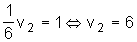 1/6 v₂ = 1 ⇔ v₂ = 6